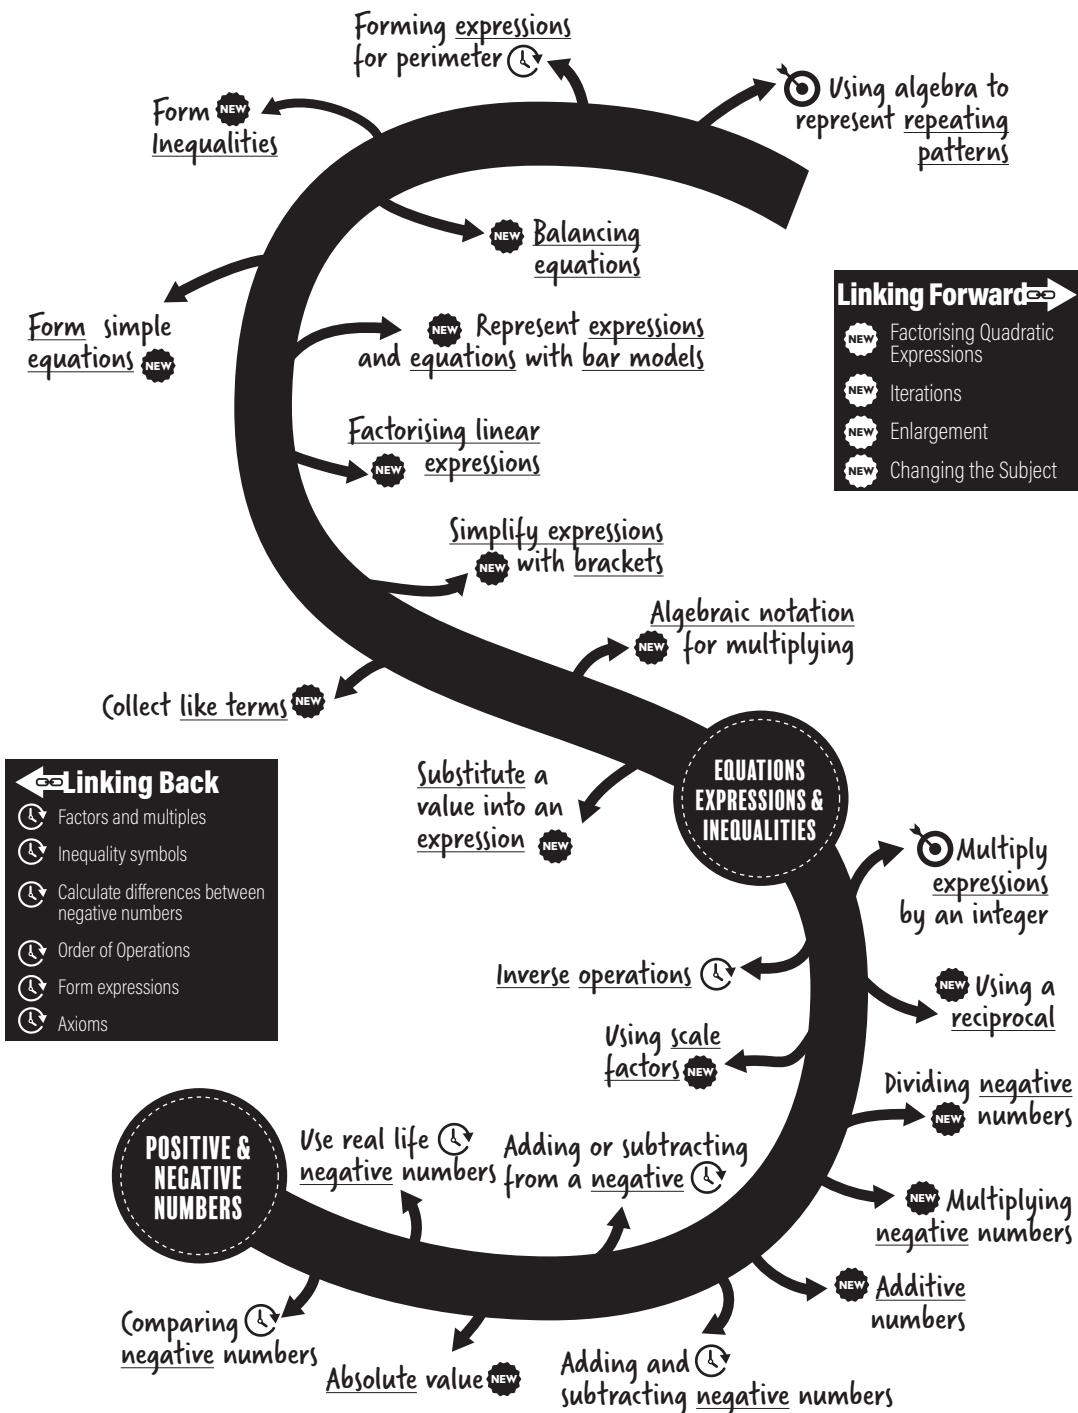 Forming expressions
for perimeter
Using algebra to
represent repeating
patterns
Form NEW
Inequalities
NEW Balancing
equations
Linking Forward
NEW Factorising Quadratic
Expressions
NEW Iterations
NEW Enlargement
NEW Changing the Subject
Form simple
equations NEW
NEW Represent expressions
and equations with bar models
Factorising linear
NEW expressions
Simplify expressions
NEW with brackets
Algebraic notation
NEW for multiplying
Collect like terms NEW
EQUATIONS
EXPRESSIONS &
INEQUALITIES
Substitute a
value into an
expression NEW
Linking Back
Factors and multiples
Inequality symbols
Calculate differences between
negative numbers
Order of Operations
Form expressions
Axioms
Multiply
expressions
by an integer
Inverse operations
NEW Using a
reciprocal
Using scale
factors NEW
Dividing negative
NEW numbers
POSITIVE &
NEGATIVE
NUMBERS
Use real life
negative numbers
Adding or subtracting
from a negative
NEW Multiplying
negative numbers
NEW Additive
numbers
Comparing
negative numbers
Absolute value NEW
Adding and
subtracting negative numbers